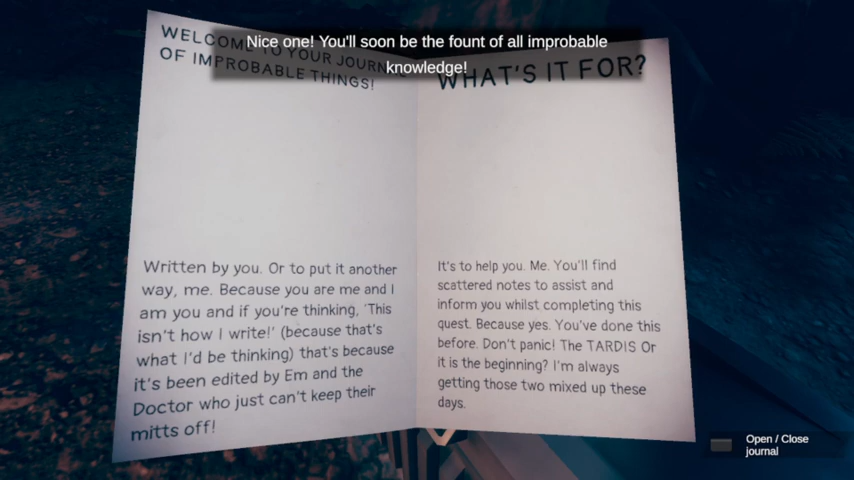 Nice one! You'll soon be the fount of all improbable
knowledge!
WELCOME TO YOUR JOURNAL
OF IMPROBABLE THINGS!
Written by you. Or to put it another
way, me. Because you are me and I
am you and if you're thinking, 'This
isn't how I write!' (because that's
what I'd be thinking) that's because
it's been edited by Em and the
Doctor who just can't keep their
mitts off!
WHAT'S IT FOR?
It's to help you. Me. You'll find
scattered notes to assist and
inform you whilst completing this
quest. Because yes. You've done this
before. Don't panic! The TARDIS Or
it is the beginning? I'm always
getting those two mixed up these
days.
Open / Close
journal